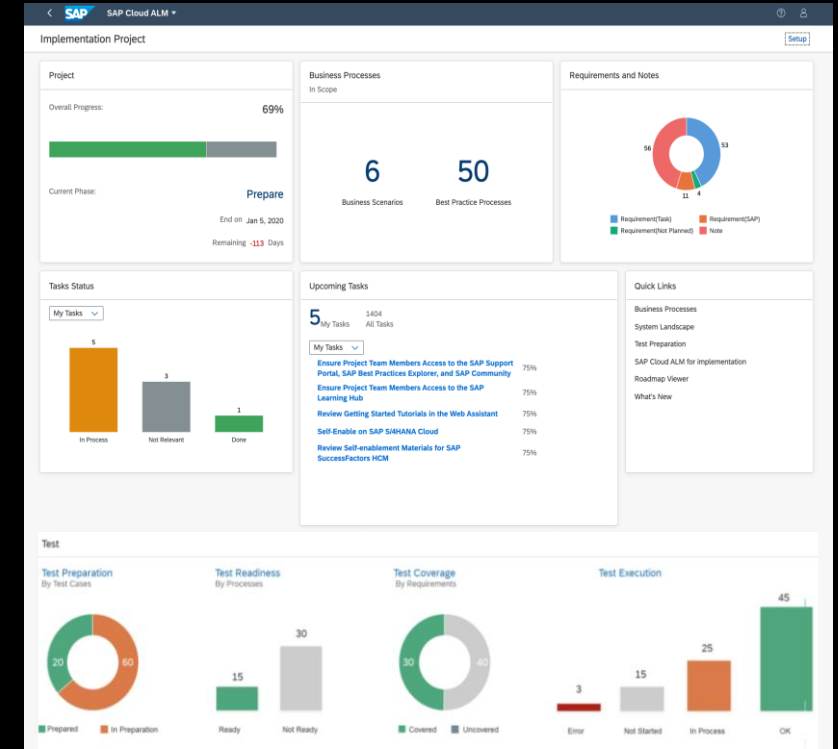 SAP SAP Cloud ALM
Implementation Project
Setup
Project
Overall Progress:
69%
Current Phase:
Prepare
End on Jan 5, 2020
Remaining -113 Days
Business Processes
In Scope
6
50
Business Scenarios
Best Practice Processes
Requirements and Notes
56
53
11
4
Requirement(Task)
Requirement(SAP)
Requirement(Not Planned)
Note
Tasks Status
My Tasks
5
3
1
In Process
Not Relevant
Done
Upcoming Tasks
5 My Tasks
1404
All Tasks
My Tasks
Ensure Project Team Members Access to the SAP Support
Portal, SAP Best Practices Explorer, and SAP Community
75%
Ensure Project Team Members Access to the SAP
Learning Hub
75%
Review Getting Started Tutorials in the Web Assistant
75%
Self-Enable on SAP S/4HANA Cloud
75%
Review Self-enablement Materials for SAP
SuccessFactors HCM
75%
Quick Links
Business Processes
System Landscape
Test Preparation
SAP Cloud ALM for implementation
Roadmap Viewer
What's New
Test
Test Preparation
By Test Cases
20
60
Prepared
In Preparation
Test Readiness
By Processes
15
30
Ready
Not Ready
Test Coverage
By Requirements
30
40
Covered
Uncovered
Test Execution
3
15
25
45
Error
Not Started
In Process
OK